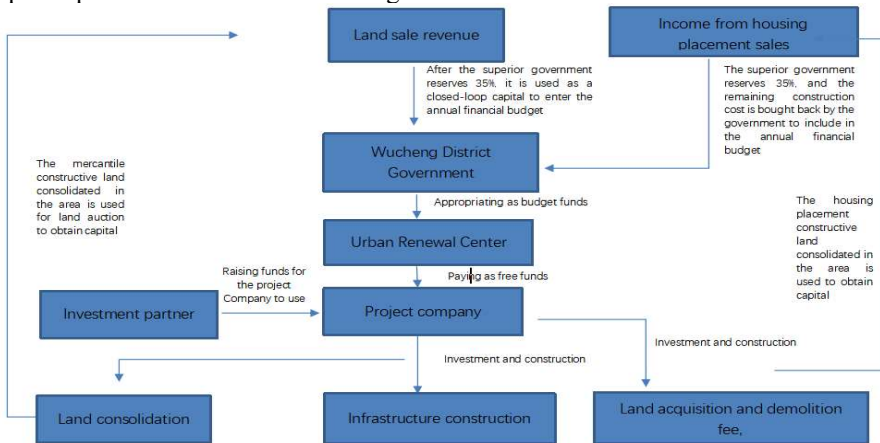 Land sale revenue
Income from housing
placement sales
After the superior government
reserves 35%, it is used as a
closed-loop capital to enter the
annual financial budget
The superior government
reserves 35%, and the
remaining construction
cost is bought back by the
government to include in
the annual financial
budget
The mercantile
constructive land
consolidated in
the area is used
for land auction
to obtain capital
Wucheng District
Government
Appropriating as budget funds
The housing
placement
constructive
land
consolidated in
the area is
used to obtain
capital
Urban Renewal Center
Paying as free funds
Raising funds for
the project
Company to use
Investment partner
Project company
Investment and construction
Investment and construction
Land consolidation
Infrastructure construction
Land acquisition and demolition
fee,